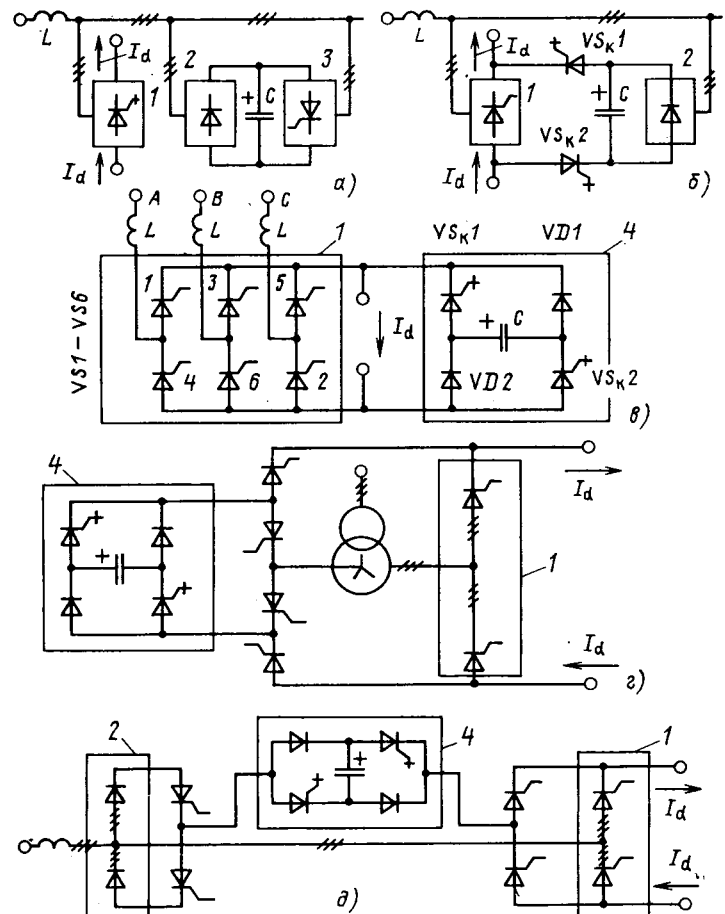 L
I_d
1
I_d
2
+
C
3
а)
L
I_d
1
I_d
VS_к1
+
C
VS_к2
+
2
б)
A
B
C
L
L
L
1
VS1–VS6
1
3
5
4
6
2
I_d
VS_к1
VD1
4
+
+
C
VD2
+
VS_к2
в)
4
+
+
+
1
I_d
I_d
г)
2
4
+
+
+
1
I_d
I_d
д)